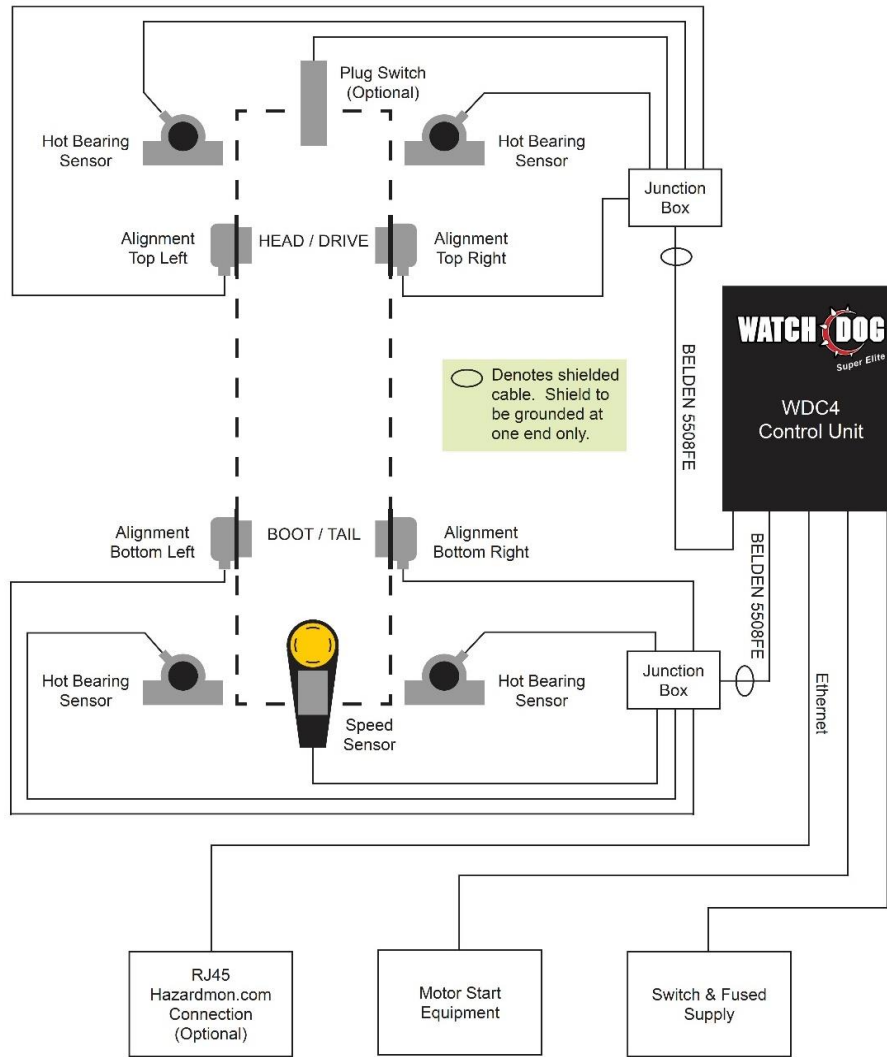 Plug Switch
(Optional)
Hot Bearing
Sensor
Hot Bearing
Sensor
Junction
Box
Alignment
Top Left
HEAD / DRIVE
Alignment
Top Right
WATCH DOG
Super Elite
WDC4
Control Unit
BELDEN 5508FE
Denotes shielded
cable. Shield to
be grounded at
one end only.
Alignment
Bottom Left
BOOT / TAIL
Alignment
Bottom Right
BELDEN 5508FE
Hot Bearing
Sensor
Hot Bearing
Sensor
Junction
Box
Speed
Sensor
Ethernet
RJ45
Hazardmon.com
Connection
(Optional)
Motor Start
Equipment
Switch & Fused
Supply